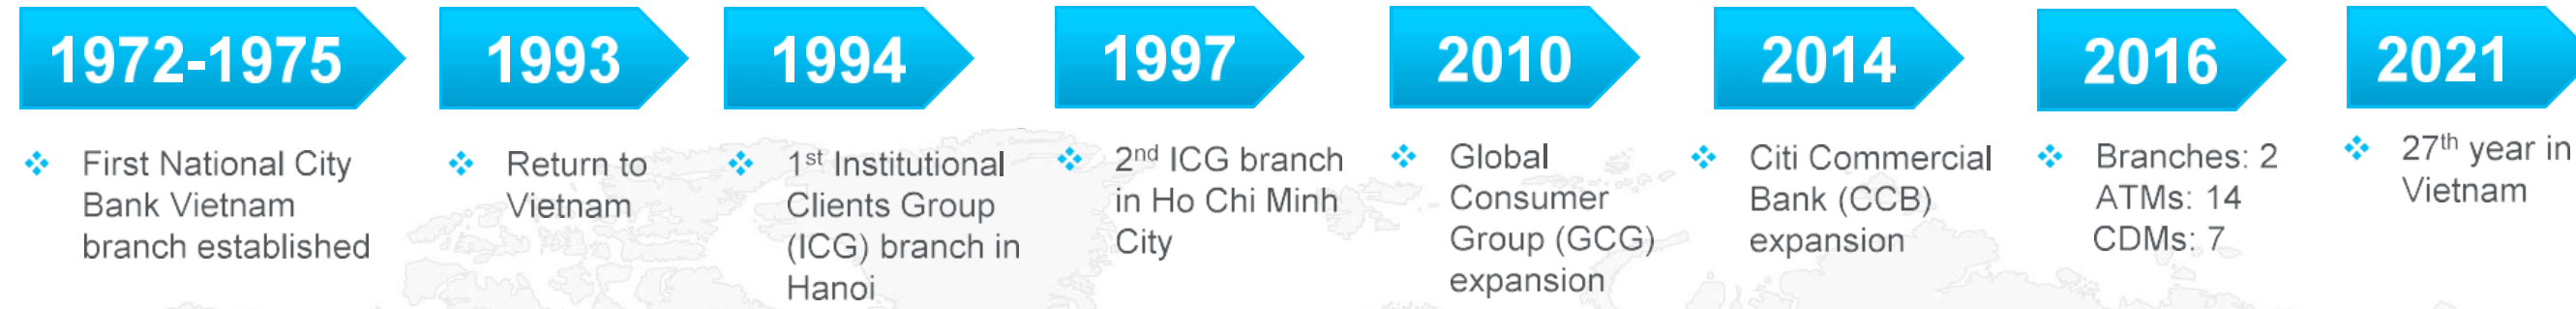 1972-1975
First National City
Bank Vietnam
branch established
1993
Return to
Vietnam
1994
1st Institutional
Clients Group
(ICG) branch in
Hanoi
1997
2nd ICG branch
in Ho Chi Minh
City
2010
Global
Consumer
Group (GCG)
expansion
2014
Citi Commercial
Bank (CCB)
expansion
2016
Branches: 2
ATMs: 14
CDMs: 7
2021
27th year in
Vietnam